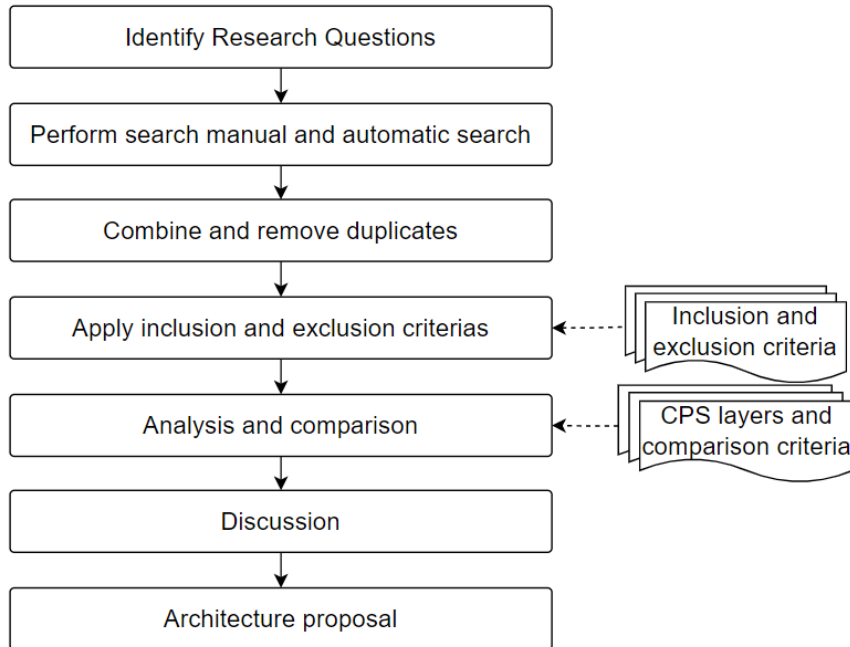 Identify Research Questions
Perform search manual and automatic search
Combine and remove duplicates
Apply inclusion and exclusion criterias
Inclusion and
exclusion criteria
Analysis and comparison
CPS layers and
comparison criteria
Discussion
Architecture proposal